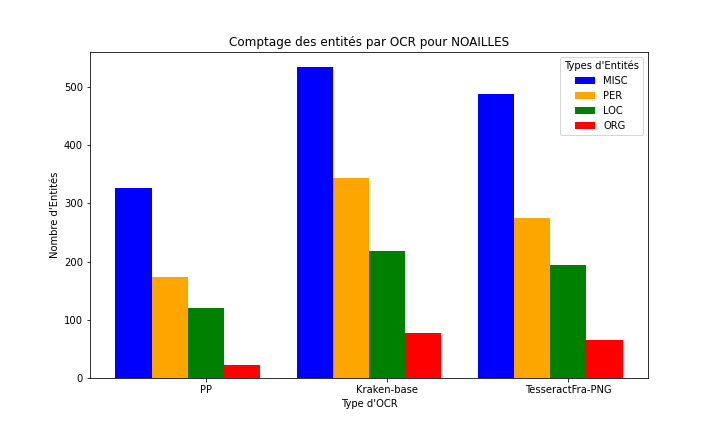 Comptage des entités par OCR pour NOAILLES
Types d'Entités
MISC
PER
LOC
ORG
Nombre d'Entités
500
400
300
200
100
0
PP
Kraken-base
TesseractFra-PNG
Type d'OCR